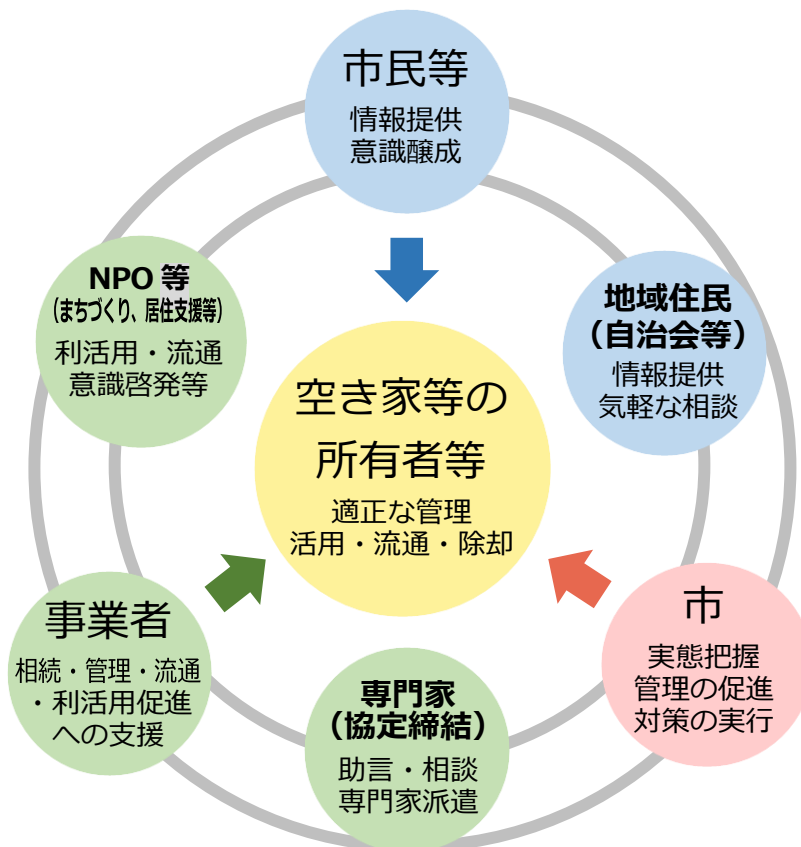 市民等
情報提供
意識醸成
NPO 等
(まちづくり、居住支援等)
利活用・流通
意識啓発等
地域住民
（自治会等）
情報提供
気軽な相談
空き家等の
所有者等
適正な管理
活用・流通・除却
事業者
相続・管理・流通
・利活用促進
への支援
専門家
（協定締結）
助言・相談
専門家派遣
市
実態把握
管理の促進
対策の実行